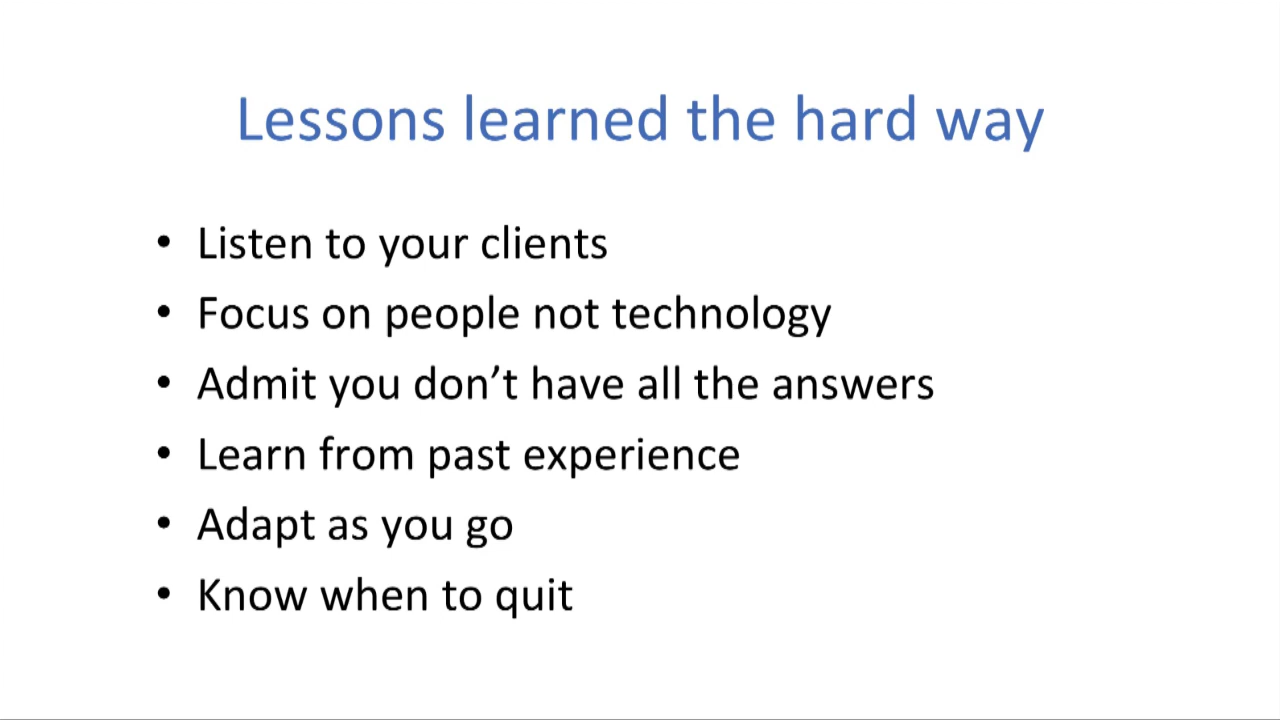 Lessons learned the hard way
• Listen to your clients
• Focus on people not technology
• Admit you don’t have all the answers
• Learn from past experience
• Adapt as you go
• Know when to quit